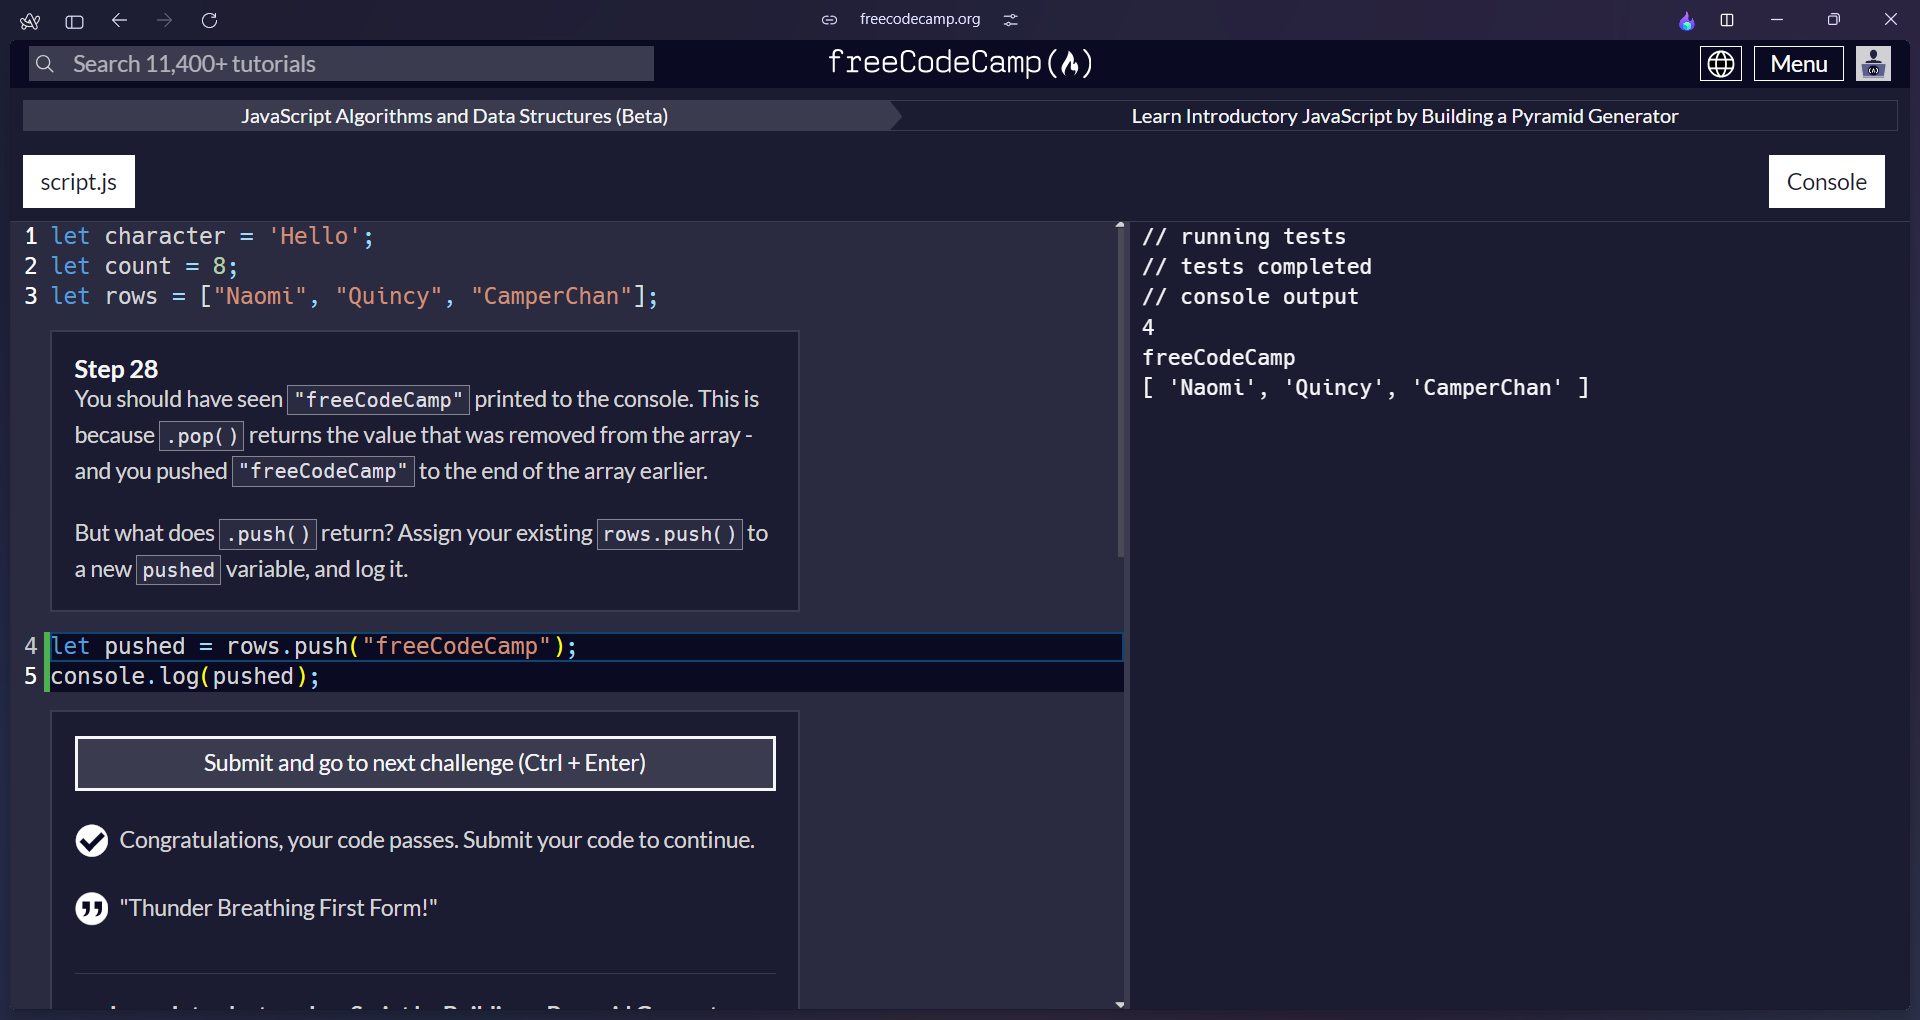 freecodecamp.org
Search 11,400+ tutorials
freeCodeCamp(🔥)
Menu
JavaScript Algorithms and Data Structures (Beta)
Learn Introductory JavaScript by Building a Pyramid Generator
script.js
Console
1 let character = 'Hello';
2 let count = 8;
3 let rows = ["Naomi", "Quincy", "CamperChan"];
Step 28
You should have seen "freeCodeCamp" printed to the console. This is
because .pop() returns the value that was removed from the array -
and you pushed "freeCodeCamp" to the end of the array earlier.
But what does .push() return? Assign your existing rows.push() to
a new pushed variable, and log it.
4 let pushed = rows.push("freeCodeCamp");
5 console.log(pushed);
Submit and go to next challenge (Ctrl + Enter)
Congratulations, your code passes. Submit your code to continue.
"Thunder Breathing First Form!"
// running tests
// tests completed
// console output
4
freeCodeCamp
[ 'Naomi', 'Quincy', 'CamperChan' ]